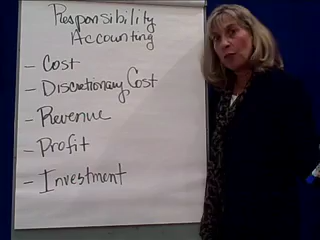 Responsibility
Accounting
- Cost
- Discretionary Cost
- Revenue
- Profit
- Investment